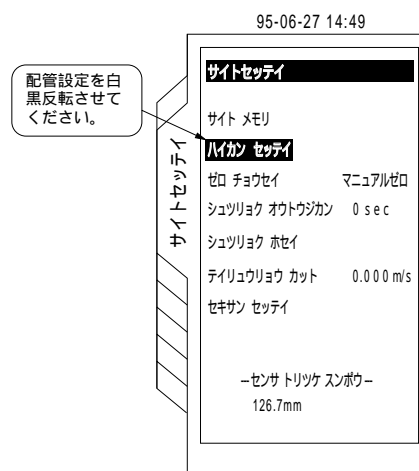 95-06-27 14:49
サイトセッテイ
配管設定を白
黒反転させて
ください。
サイトセッテイ
サイト メモリ
ハイカン セッテイ
ゼロ チョウセイ マニュアルゼロ
シュツリョク オウトウジカン 0 sec
シュツリョク ホセイ
テイリュウリョウ カット 0.000 m/s
セキサン セッテイ
–センサ トリツケ スンポウ–
126.7mm